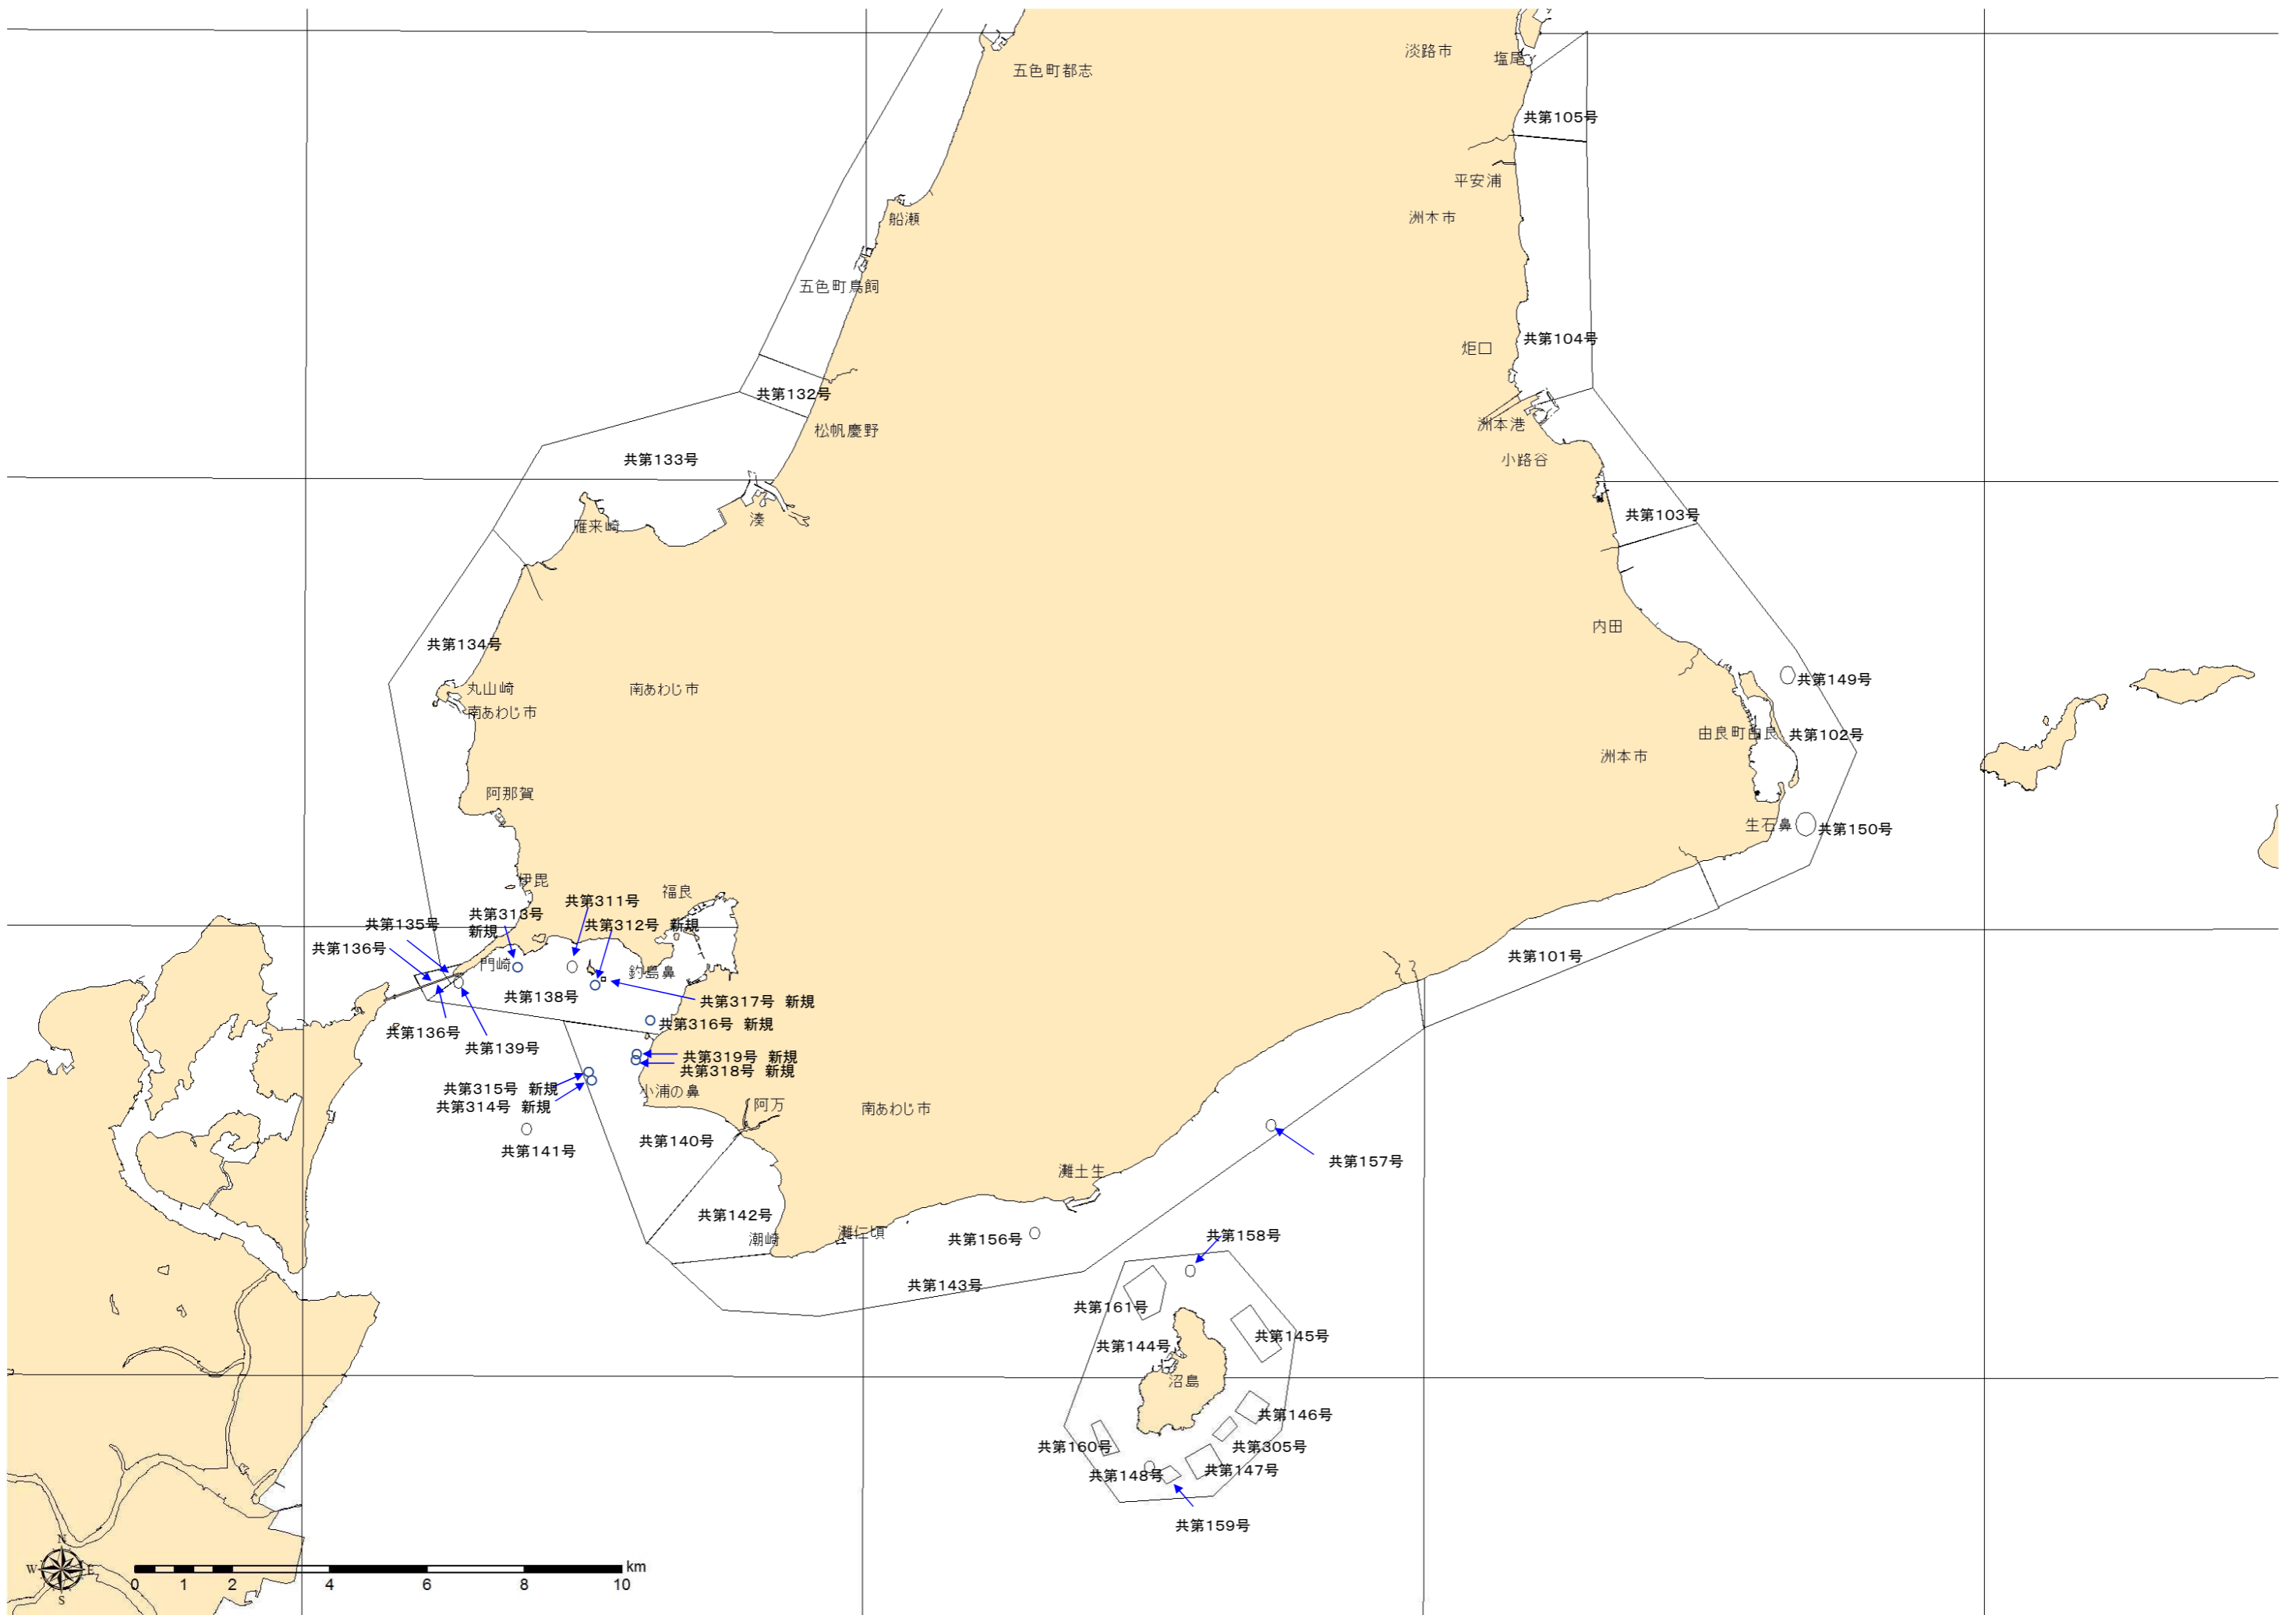 淡路市
塩尾
五色町都志
共第105号
平安浦
洲木市
船瀬
五色町鳥飼
共第104号
炬口
共第132号
洲本港
松帆慶野
共第133号
小路谷
共第103号
湊
雁来崎
内田
共第134号
共第149号
丸山崎
南あわじ市
南あわじ市
由良町由良
共第102号
洲本市
阿那賀
生石鼻
共第150号
伊毘
福良
共第311号
共第313号
新規
共第312号 新規
共第135号
共第136号
門崎
釣島鼻
共第101号
共第138号
共第317号 新規
共第316号 新規
共第136号
共第139号
共第319号 新規
共第318号 新規
共第315号 新規
共第314号 新規
小浦の鼻
阿万
南あわじ市
共第140号
共第141号
共第157号
灘土生
共第142号
潮崎
灘仁頃
共第156号
共第158号
共第143号
共第161号
共第144号
共第145号
沼島
共第146号
共第160号
共第305号
共第148号
共第147号
共第159号
N
W E
S
km
0 1 2 4 6 8 10